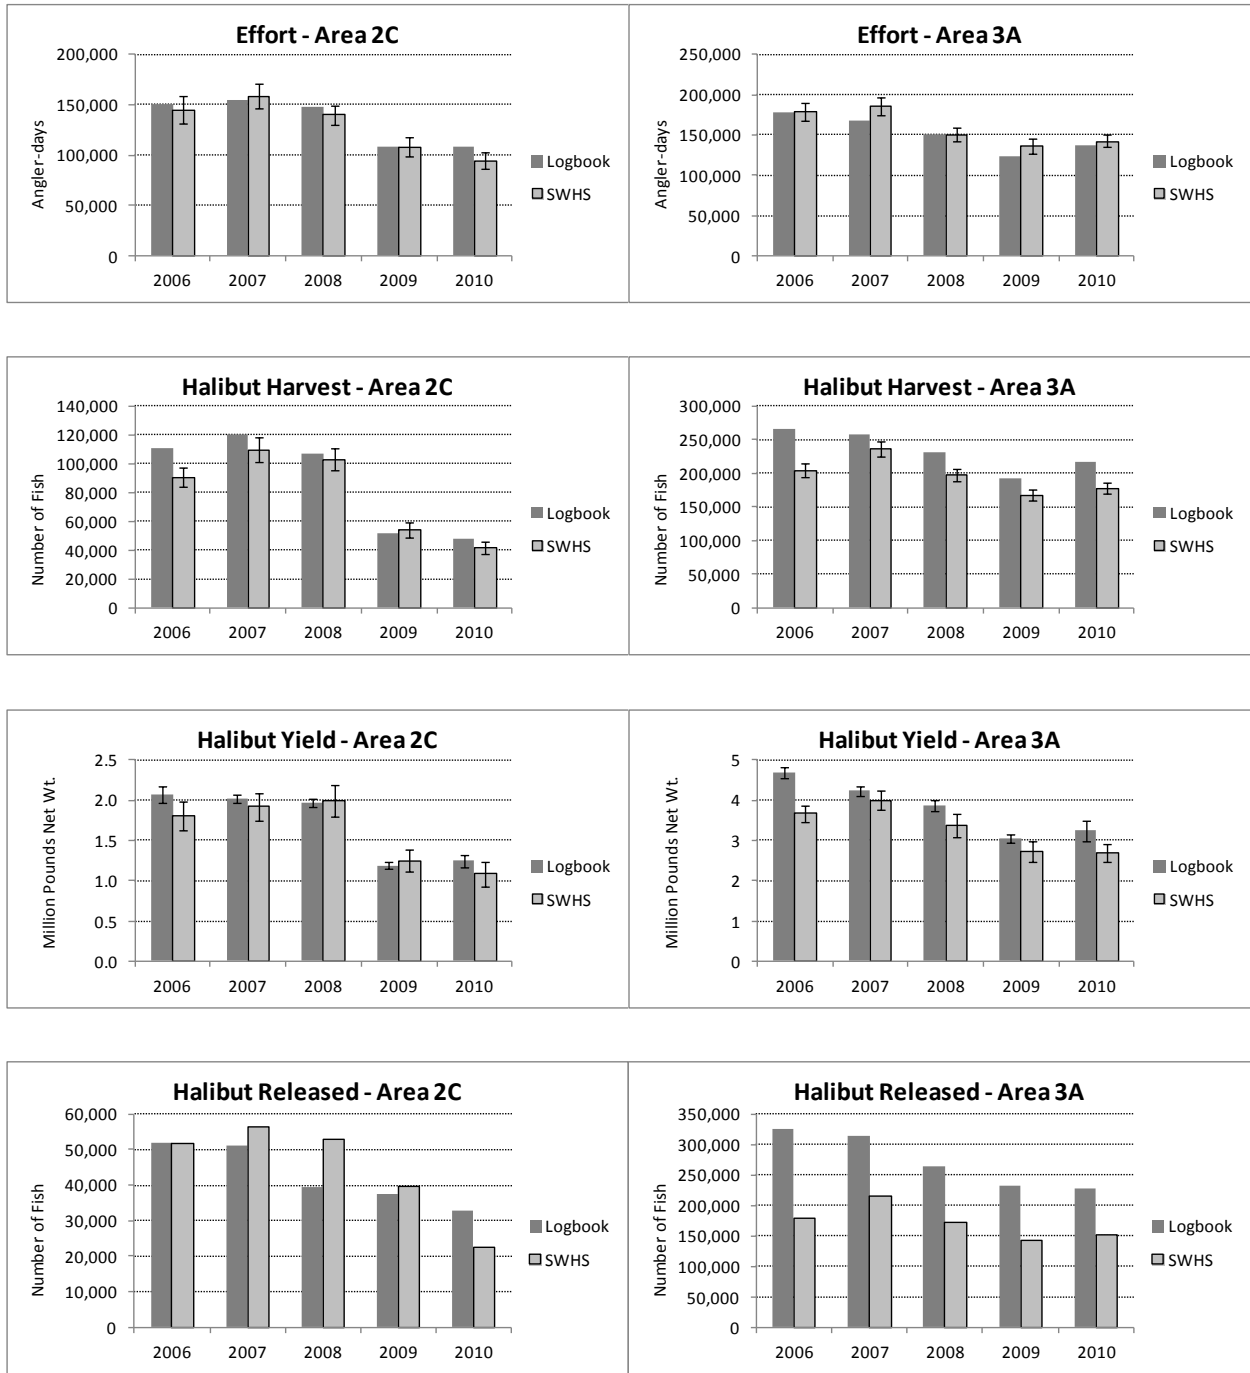 Effort - Area 2C
Angler-days
200,000
150,000
100,000
50,000
0
2006 2007 2008 2009 2010
Logbook
SWHS
Effort - Area 3A
Angler-days
250,000
200,000
150,000
100,000
50,000
0
2006 2007 2008 2009 2010
Logbook
SWHS
Halibut Harvest - Area 2C
Number of Fish
140,000
120,000
100,000
80,000
60,000
40,000
20,000
0
2006 2007 2008 2009 2010
Logbook
SWHS
Halibut Harvest - Area 3A
Number of Fish
300,000
250,000
200,000
150,000
100,000
50,000
0
2006 2007 2008 2009 2010
Logbook
SWHS
Halibut Yield - Area 2C
Million Pounds Net Wt.
2.5
2.0
1.5
1.0
0.5
0.0
2006 2007 2008 2009 2010
Logbook
SWHS
Halibut Yield - Area 3A
Million Pounds Net Wt.
5
4
3
2
1
0
2006 2007 2008 2009 2010
Logbook
SWHS
Halibut Released - Area 2C
Number of Fish
60,000
50,000
40,000
30,000
20,000
10,000
0
2006 2007 2008 2009 2010
Logbook
SWHS
Halibut Released - Area 3A
Number of Fish
350,000
300,000
250,000
200,000
150,000
100,000
50,000
0
2006 2007 2008 2009 2010
Logbook
SWHS